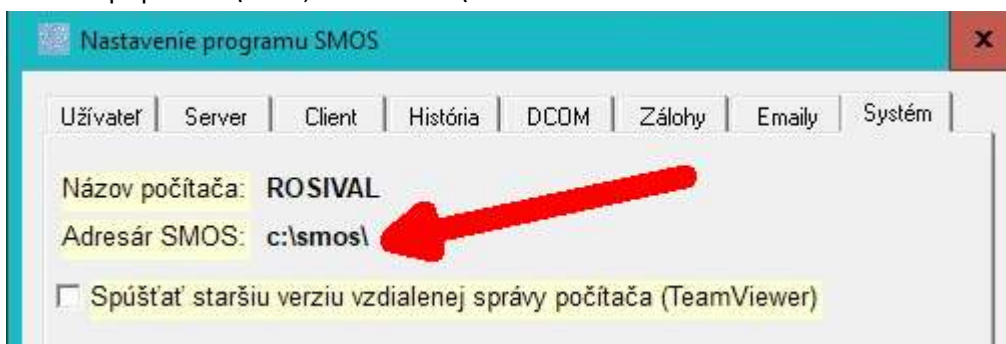 Nastavenie programu SMOS x
Užívateľ Server Client História DCOM Zálohy Emaily Systém
Názov počítača: ROSIVAL
Adresár SMOS: c:\smos\
Spúšťať staršiu verziu vzdialenej správy počítača (TeamViewer)